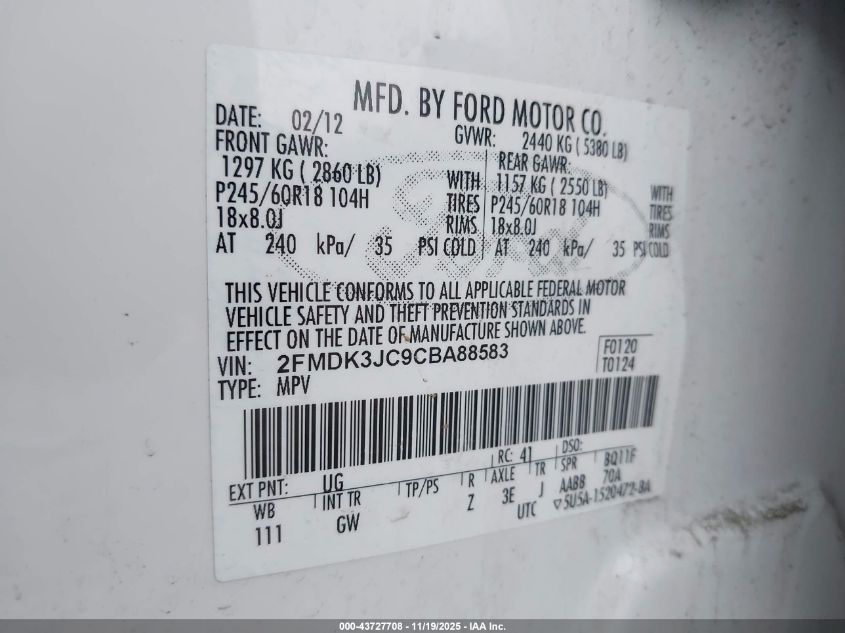 MFD. BY FORD MOTOR CO.
DATE: 02/12 GVWR: 2440 KG ( 5380 LB)
FRONT GAWR: REAR GAWR:
1297 KG ( 2860 LB) WITH 1157 KG ( 2550 LB) WITH
P245/60R18 104H TIRES P245/60R18 104H TIRES
18x8.0J RIMS 18x8.0J RIMS
AT 240 kPa/ 35 PSI COLD AT 240 kPa/ 35 PSI COLD
THIS VEHICLE CONFORMS TO ALL APPLICABLE FEDERAL MOTOR
VEHICLE SAFETY AND THEFT PREVENTION STANDARDS IN
EFFECT ON THE DATE OF MANUFACTURE SHOWN ABOVE.
VIN: 2FMDK3JC9CBA88583 F0120
TYPE: MPV T0124
EXT PNT: UG RC: 41 DSO:
WB INT TR TP/PS R AXLE TR SPR BQ11F
111 GW Z 3E J AABB 70A
UTC ▽5U5A-1520472-BA
000-43727708 - 11/19/2025 - IAA Inc.